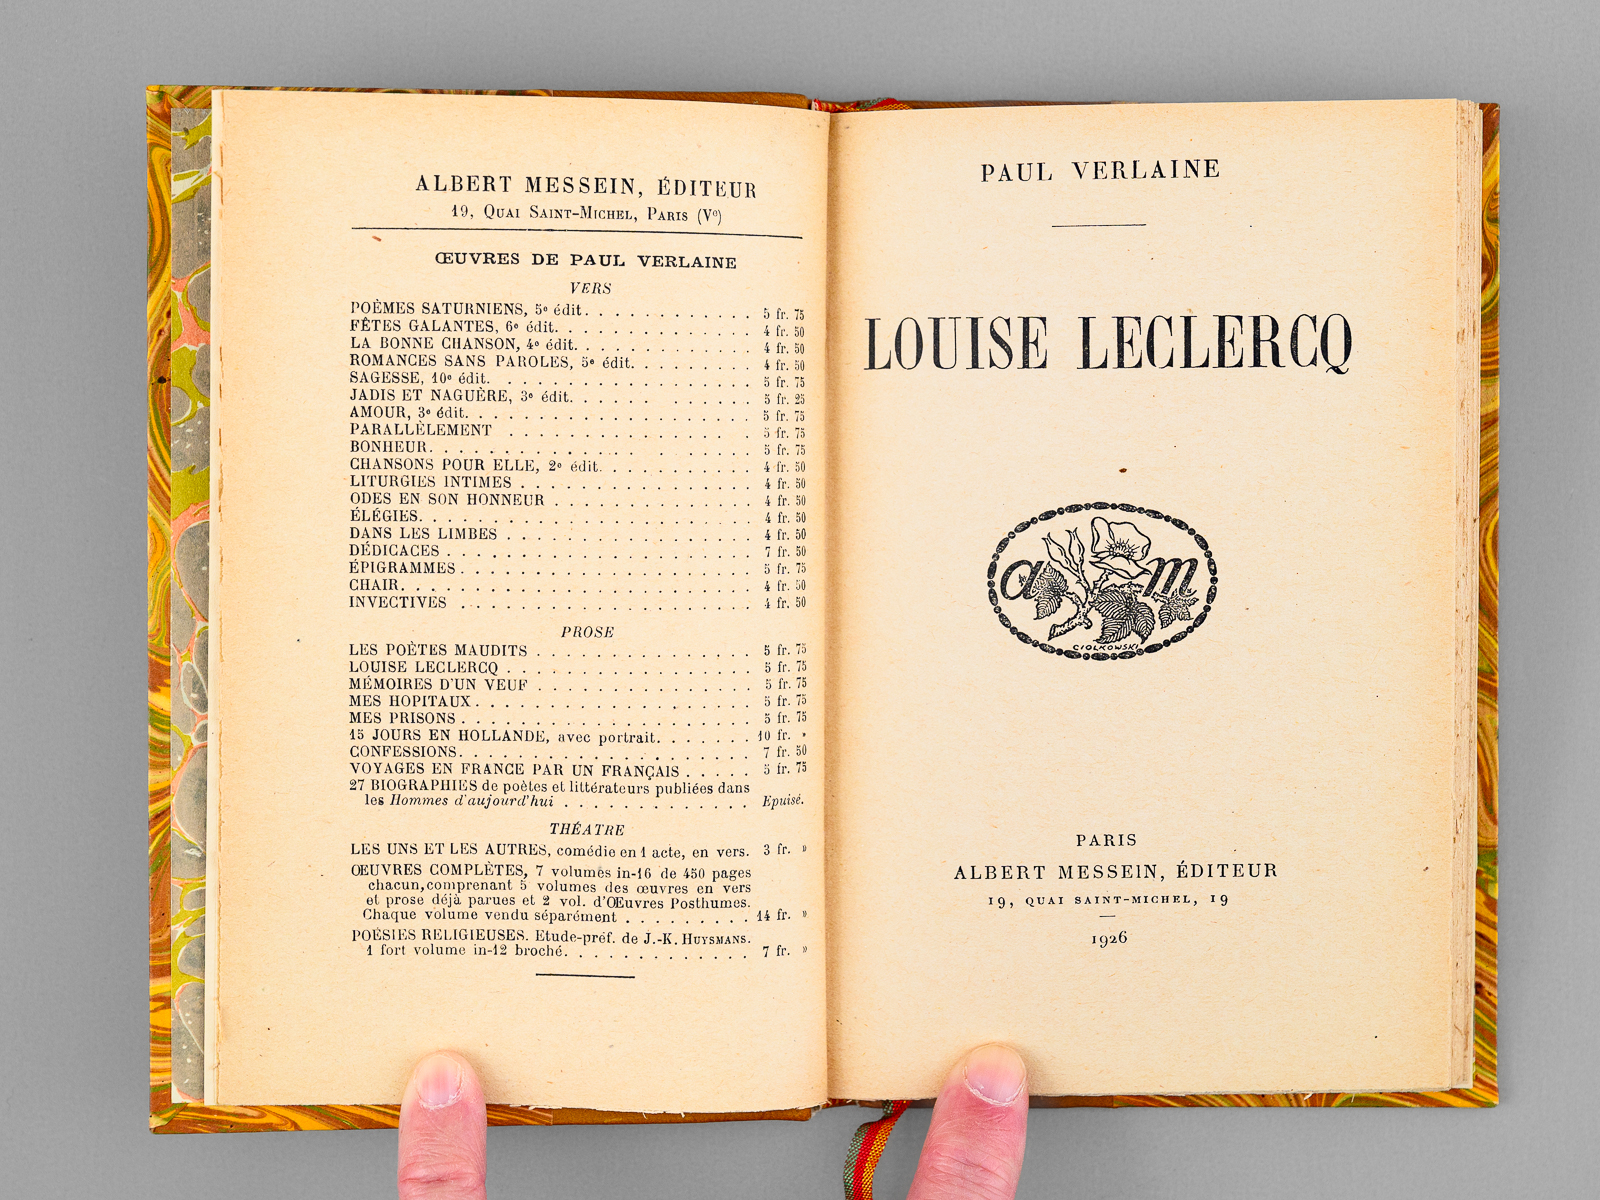 ALBERT MESSEIN, ÉDITEUR
19, QUAI SAINT-MICHEL, PARIS (Ve)
ŒUVRES DE PAUL VERLAINE
VERS
POÈMES SATURNIENS, 5e édit. . . . . . . . . . . . 5 fr. 75
FÊTES GALANTES, 6e édit. . . . . . . . . . . . . 4 fr. 50
LA BONNE CHANSON, 4e édit. . . . . . . . . . . . 4 fr. 50
ROMANCES SANS PAROLES, 5e édit. . . . . . . . . 4 fr. 50
SAGESSE, 10e édit. . . . . . . . . . . . . . . . . 5 fr. 75
JADIS ET NAGUÈRE, 3e édit. . . . . . . . . . . . 5 fr. 25
AMOUR, 3e édit. . . . . . . . . . . . . . . . . . 5 fr. 75
PARALLÈLEMENT . . . . . . . . . . . . . . . . 5 fr. 75
BONHEUR. . . . . . . . . . . . . . . . . . . . 5 fr. 75
CHANSONS POUR ELLE, 2e édit. . . . . . . . . . . 4 fr. 50
LITURGIES INTIMES . . . . . . . . . . . . . . . 4 fr. 50
ODES EN SON HONNEUR . . . . . . . . . . . . . 4 fr. 50
ÉLÉGIES. . . . . . . . . . . . . . . . . . . . . . 4 fr. 50
DANS LES LIMBES . . . . . . . . . . . . . . . . 4 fr. 50
DÉDICACES . . . . . . . . . . . . . . . . . . . . 7 fr. 50
ÉPIGRAMMES . . . . . . . . . . . . . . . . . . . 5 fr. 75
CHAIR. . . . . . . . . . . . . . . . . . . . . . . 4 fr. 50
INVECTIVES . . . . . . . . . . . . . . . . . . . 4 fr. 50
PROSE
LES POÈTES MAUDITS . . . . . . . . . . . . . . 5 fr. 75
LOUISE LECLERCQ . . . . . . . . . . . . . . . . 5 fr. 75
MÉMOIRES D'UN VEUF . . . . . . . . . . . . . . 5 fr. 75
MES HOPITAUX . . . . . . . . . . . . . . . . . . 5 fr. 75
MES PRISONS . . . . . . . . . . . . . . . . . . . 5 fr. 75
15 JOURS EN HOLLANDE, avec portrait. . . . . . . 10 fr. »
CONFESSIONS. . . . . . . . . . . . . . . . . . . 7 fr. 50
VOYAGES EN FRANCE PAR UN FRANÇAIS . . . . . 5 fr. 75
27 BIOGRAPHIES de poètes et littérateurs publiées dans
les Hommes d'aujourd'hui . . . . . . . . . . . . . Epuisé.
THÉATRE
LES UNS ET LES AUTRES, comédie en 1 acte, en vers. 3 fr. »
ŒUVRES COMPLÈTES, 7 volumes in-16 de 450 pages
chacun, comprenant 5 volumes des œuvres en vers
et prose déjà parues et 2 vol. d'Œuvres Posthumes.
Chaque volume vendu séparément . . . . . . . . . 14 fr. »
POÉSIES RELIGIEUSES. Etude-préf. de J.-K. HUYSMANS.
1 fort volume in-12 broché. . . . . . . . . . . . . 7 fr. »
PAUL VERLAINE
LOUISE LECLERCQ
a m
CIOLKOWSKI
PARIS
ALBERT MESSEIN, ÉDITEUR
19, QUAI SAINT-MICHEL, 19
1926